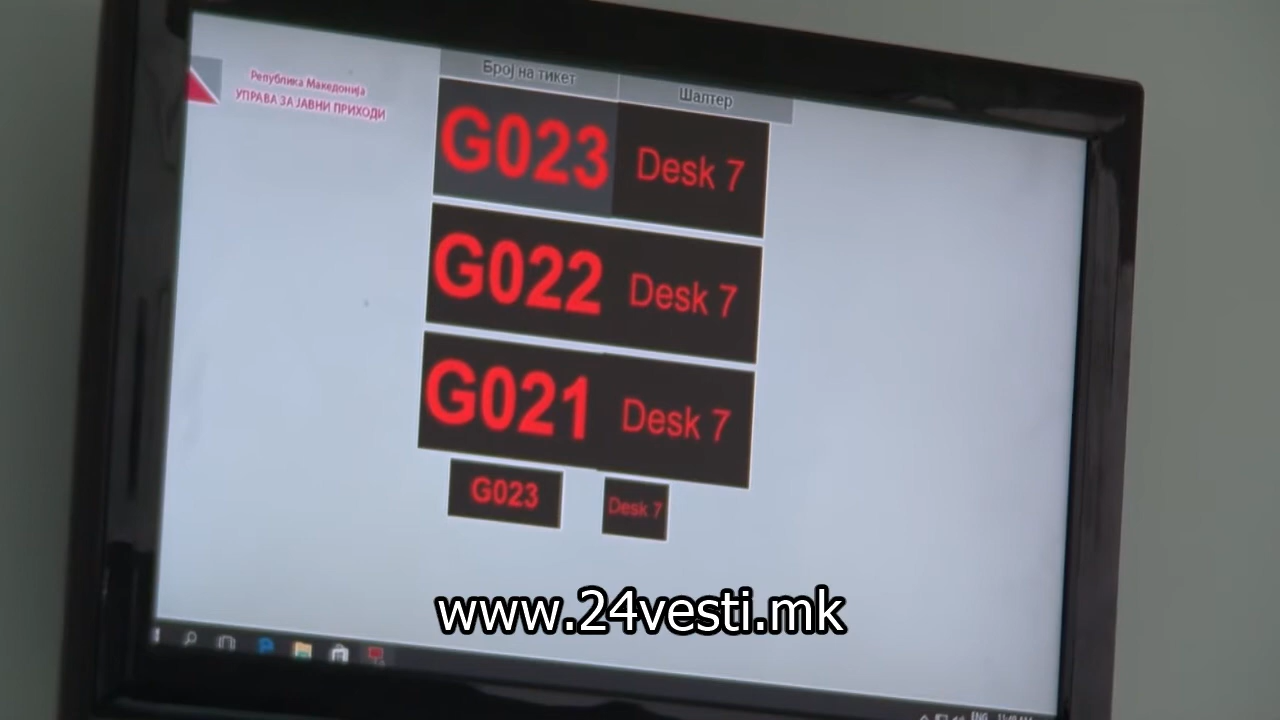 Република Македонија
УПРАВА ЗА ЈАВНИ ПРИХОДИ
Број на тикет Шалтер
G023 Desk 7
G022 Desk 7
G021 Desk 7
G023 Desk 7
www.24vesti.mk
ENG